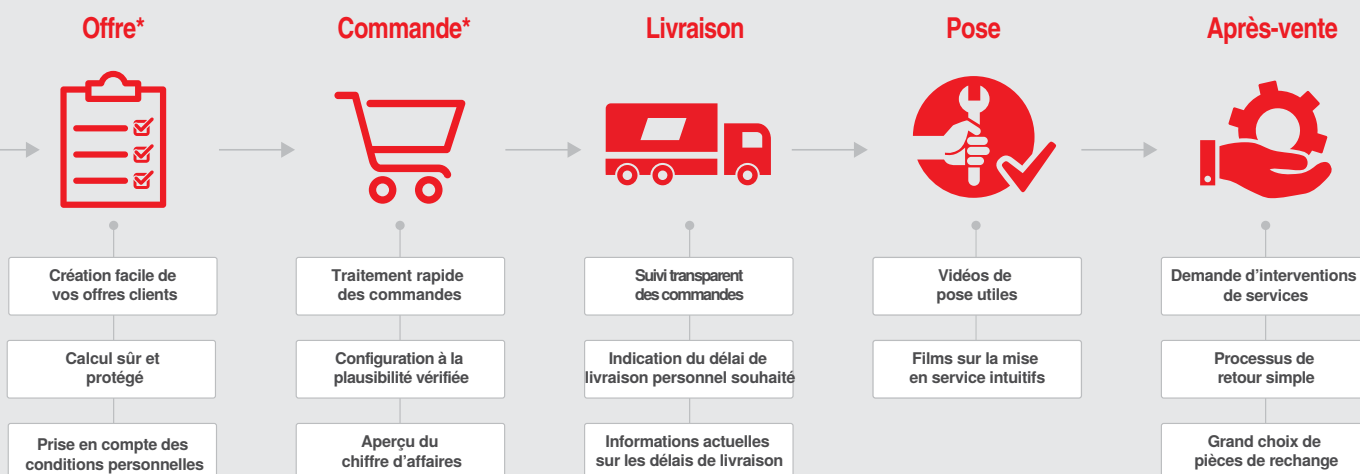 Offre*
Création facile de
vos offres clients
Calcul sûr et
protégé
Prise en compte des
conditions personnelles
Commande*
Traitement rapide
des commandes
Configuration à la
plausibilité vérifiée
Aperçu du
chiffre d’affaires
Livraison
Suivi transparent
des commandes
Indication du délai de
livraison personnel souhaité
Informations actuelles
sur les délais de livraison
Pose
Vidéos de
pose utiles
Films sur la mise
en service intuitifs
Après-vente
Demande d’interventions
de services
Processus de
retour simple
Grand choix de
pièces de rechange